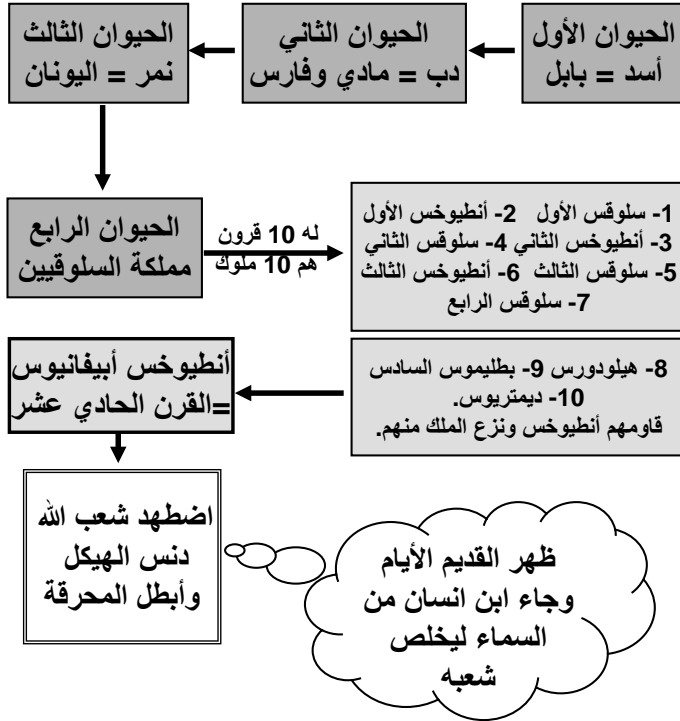 الحيوان الأول
أسد = بابل
الحيوان الثاني
دب = مادي وفارس
الحيوان الثالث
نمر = اليونان
الحيوان الرابع
مملكة السلوقيين
له 10 قرون
هم 10 ملوك
1- سلوقس الأول 2- أنطيوخس الأول
3- أنطيوخس الثاني 4- سلوقس الثاني
5- سلوقس الثالث 6- أنطيوخس الثالث
7- سلوقس الرابع
8- هيلودورس 9- بطليموس السادس
10- ديمتريوس.
قاومهم أنطيوخس ونزع الملك منهم.
أنطيوخس أبيفانيوس
=القرن الحادي عشر
اضطهد شعب الله
دنس الهيكل
وأبطل المحرقة
ظهر القديم الأيام
وجاء ابن انسان من
السماء ليخلص
شعبه